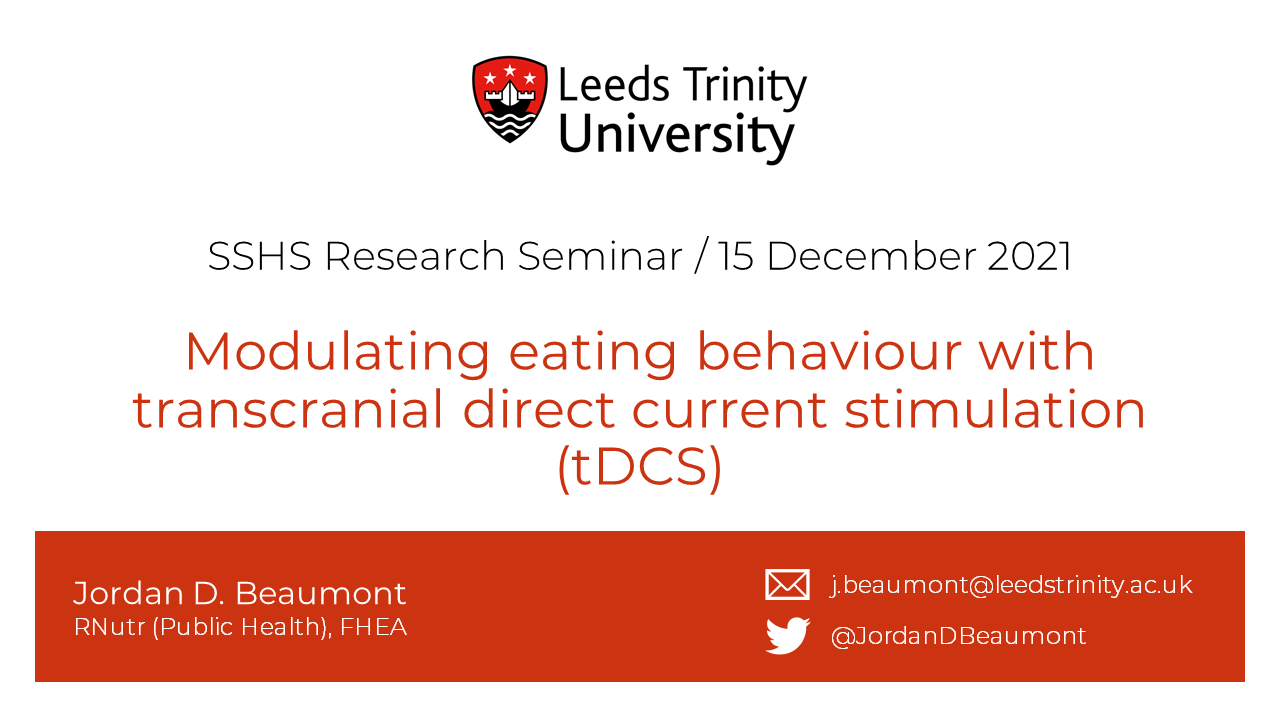 Leeds Trinity
University
SSHS Research Seminar / 15 December 2021
Modulating eating behaviour with
transcranial direct current stimulation
(tDCS)
Jordan D. Beaumont
RNutr (Public Health), FHEA
j.beaumont@leedstrinity.ac.uk
@JordanDBeaumont